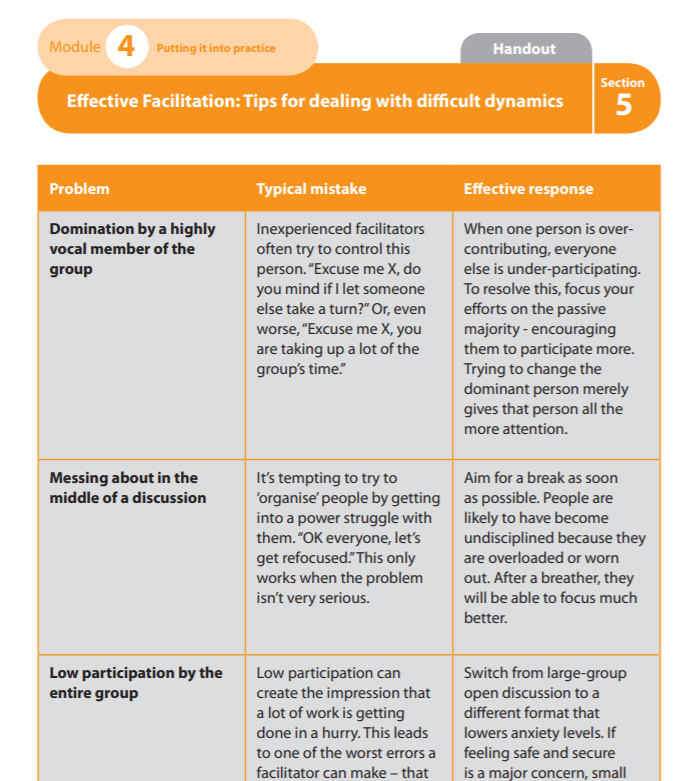 Module 4 Putting it into practice
Handout
Effective Facilitation: Tips for dealing with difficult dynamics
Section
5
Problem
Typical mistake
Effective response
Domination by a highly
vocal member of the
group
Inexperienced facilitators
often try to control this
person. “Excuse me X, do
you mind if I let someone
else take a turn?” Or, even
worse, “Excuse me X, you
are taking up a lot of the
group’s time.”
When one person is over-
contributing, everyone
else is under-participating.
To resolve this, focus your
efforts on the passive
majority - encouraging
them to participate more.
Trying to change the
dominant person merely
gives that person all the
more attention.
Messing about in the
middle of a discussion
It’s tempting to try to
‘organise’ people by getting
into a power struggle with
them. “OK everyone, let’s
get refocused.” This only
works when the problem
isn’t very serious.
Aim for a break as soon
as possible. People are
likely to have become
undisciplined because they
are overloaded or worn
out. After a breather, they
will be able to focus much
better.
Low participation by the
entire group
Low participation can
create the impression that
a lot of work is getting
done in a hurry. This leads
to one of the worst errors a
facilitator can make – that
Switch from large-group
open discussion to a
different format that
lowers anxiety levels. If
feeling safe and secure
is a major concern, small